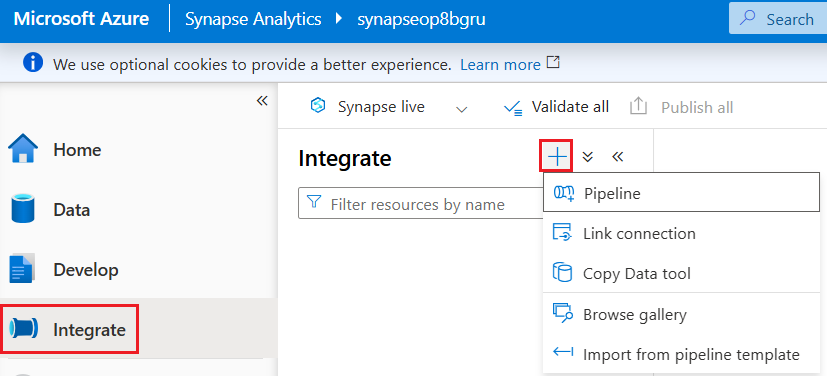 Microsoft Azure Synapse Analytics synapseop8bgru Search
We use optional cookies to provide a better experience. Learn more
Synapse live Validate all Publish all
Home
Data
Develop
Integrate
Integrate
Filter resources by name
Pipeline
Link connection
Copy Data tool
Browse gallery
Import from pipeline template